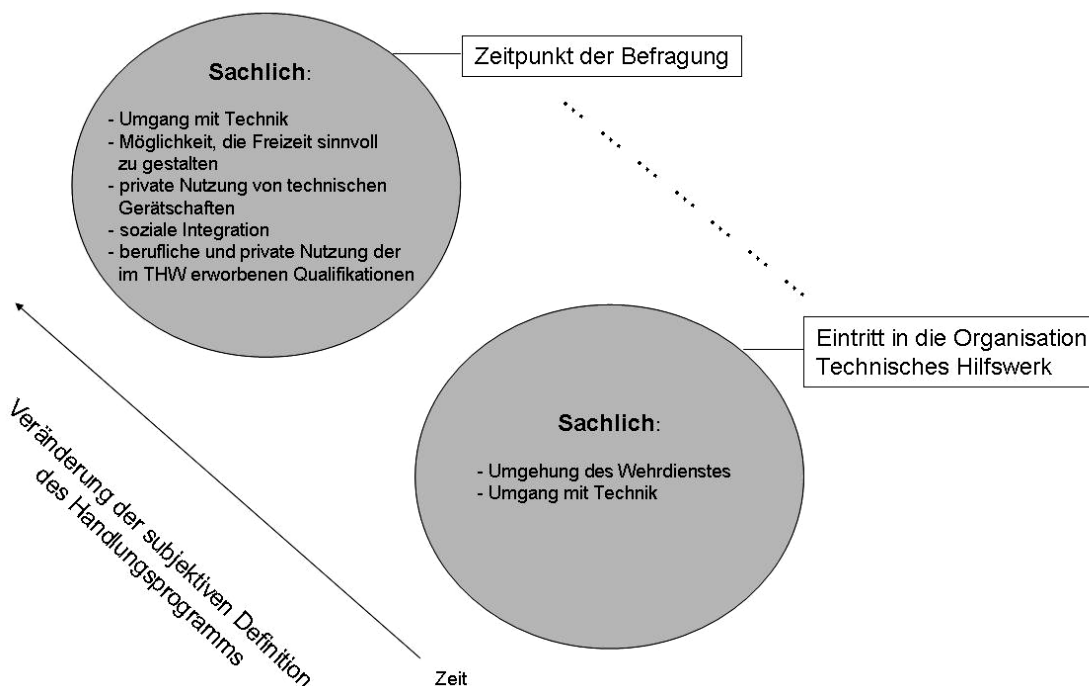 Zeitpunkt der Befragung
Sachlich:
- Umgang mit Technik
- Möglichkeit, die Freizeit sinnvoll
zu gestalten
- private Nutzung von technischen
Gerätschaften
- soziale Integration
- berufliche und private Nutzung der
im THW erworbenen Qualifikationen
Eintritt in die Organisation
Technisches Hilfswerk
Sachlich:
- Umgehung des Wehrdienstes
- Umgang mit Technik
Veränderung der subjektiven Definition
des Handlungsprogramms
Zeit